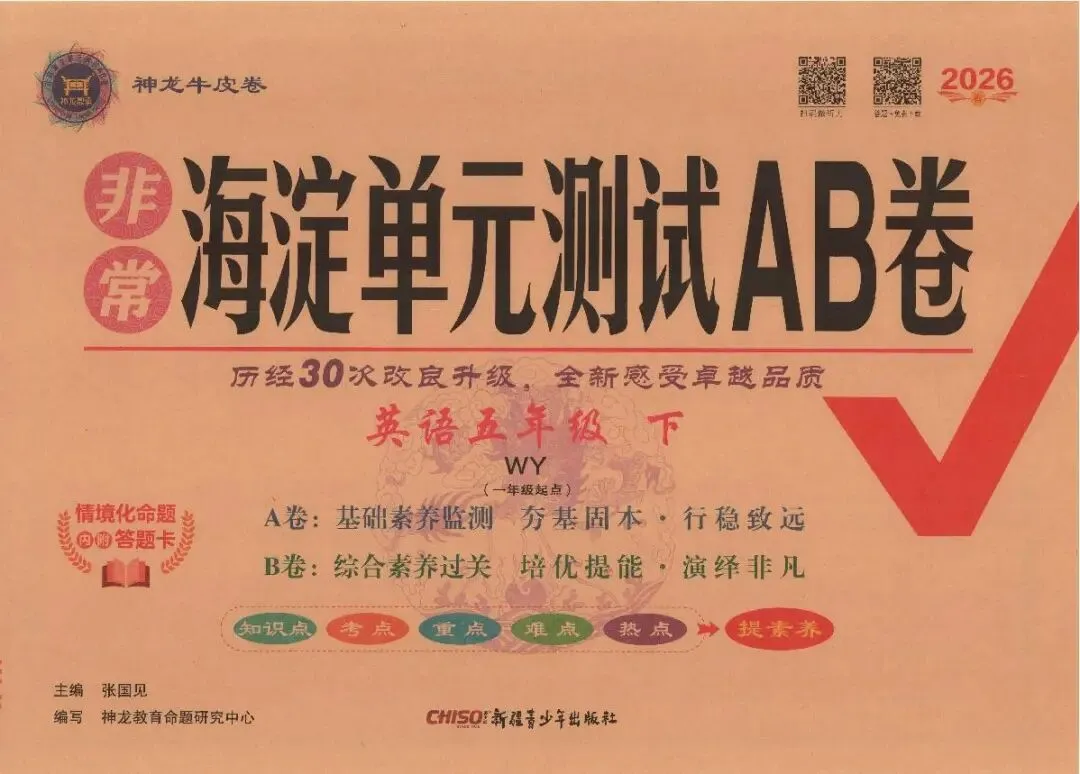 神龙牛皮卷
2026
春
非常
海淀单元测试AB卷
历经30次改良升级，全新感受卓越品质
英语五年级 下
WY
（一年级起点）
情境化命题
内附 答题卡
A卷：基础素养监测 夯基固本·行稳致远
B卷：综合素养过关 培优提能·演绎非凡
知识点 考点 重点 难点 热点 提素养
主编 张国见
编写 神龙教育命题研究中心
CHISO 新疆青少年出版社